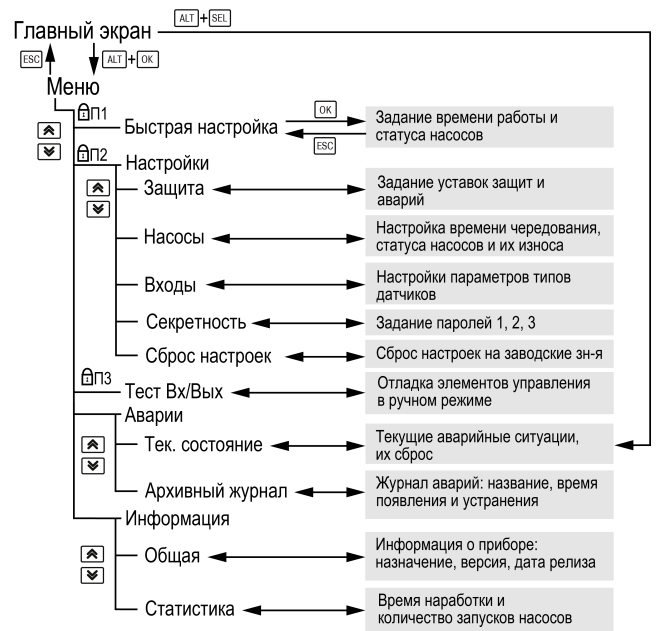 ALT + SEL
Главный экран
ESC
ALT + OK
Меню
П1
Быстрая настройка
OK
ESC
Задание времени работы и
статуса насосов
П2
Настройки
Защита
Задание уставок защит и
аварий
Насосы
Настройка времени чередования,
статуса насосов и их износа
Входы
Настройки параметров типов
датчиков
Секретность
Задание паролей 1, 2, 3
Сброс настроек
Сброс настроек на заводские зн-я
П3
Тест Вх/Вых
Отладка элементов управления
в ручном режиме
Аварии
Тек. состояние
Текущие аварийные ситуации,
их сброс
Архивный журнал
Журнал аварий: название, время
появления и устранения
Информация
Общая
Информация о приборе:
назначение, версия, дата релиза
Статистика
Время наработки и
количество запусков насосов